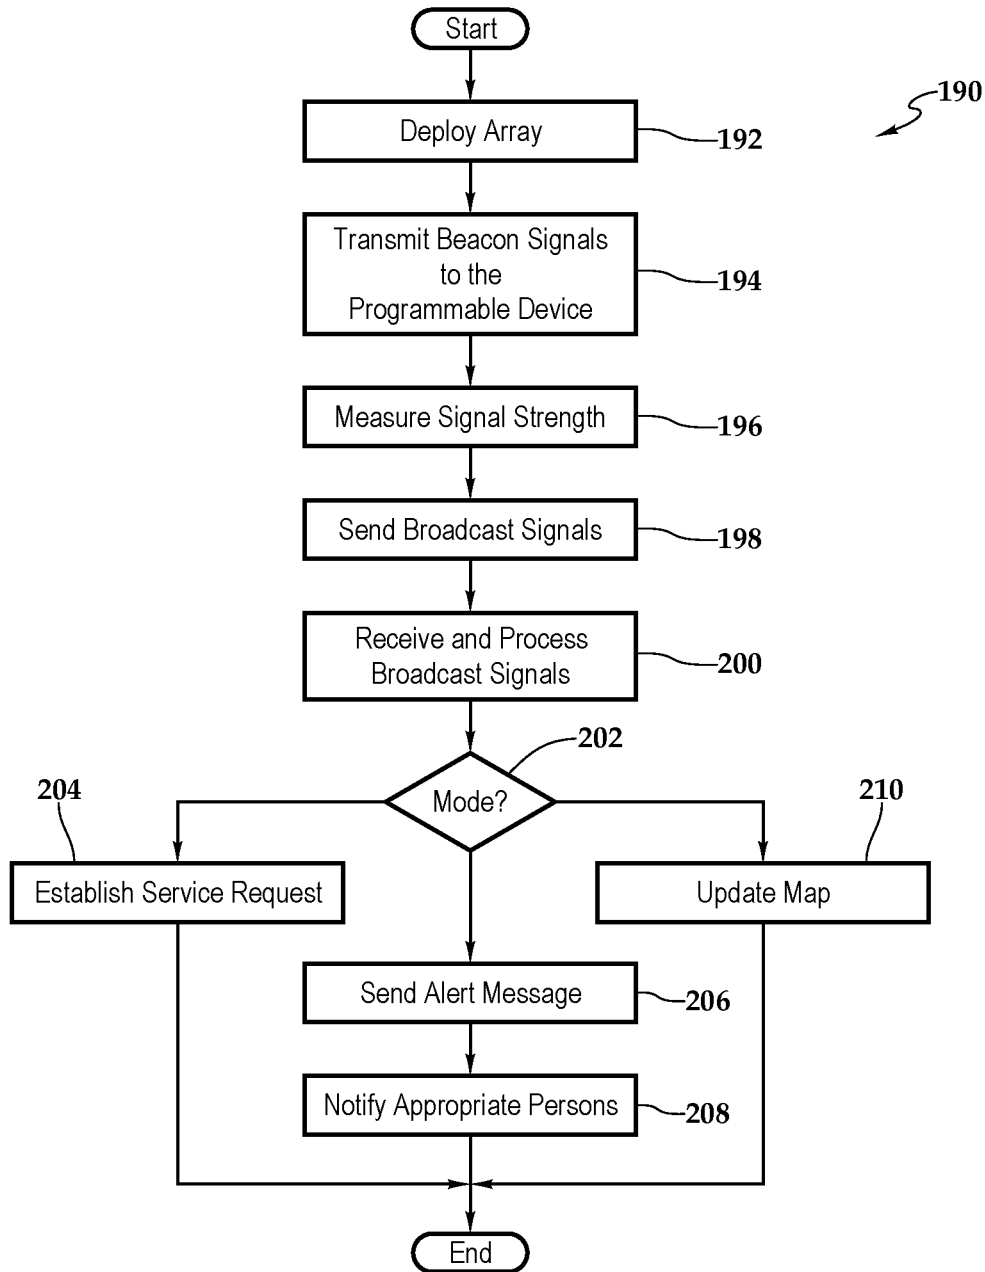 Start
190
Deploy Array
192
Transmit Beacon Signals
to the
Programmable Device
194
Measure Signal Strength
196
Send Broadcast Signals
198
Receive and Process
Broadcast Signals
200
202
Mode?
204
210
Establish Service Request
Update Map
Send Alert Message
206
Notify Appropriate Persons
208
End